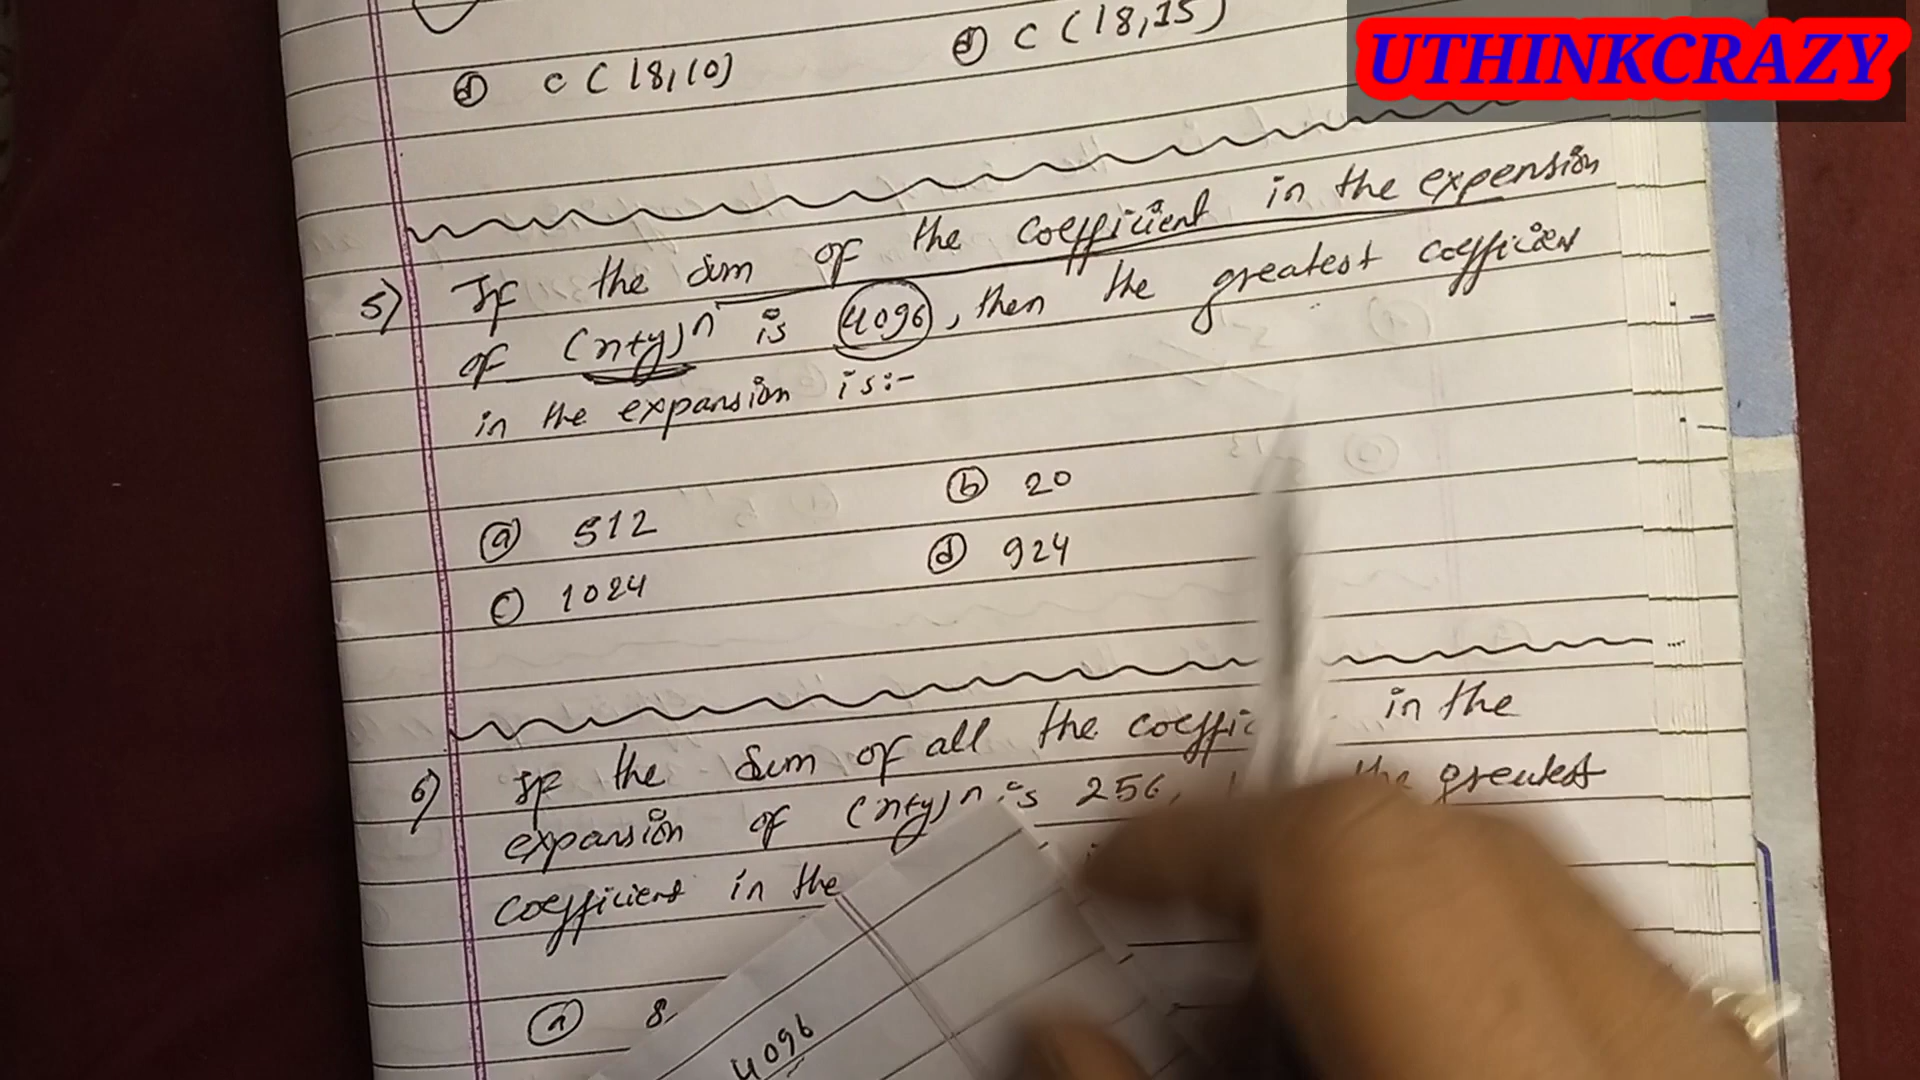 UTHINKCRAZY
d C (18,10)
d C (18,15)
5) If the sum of the coefficient in the expension
of (x+y)n is 4096, then the greatest coefficient
in the expansion is:-
a 512
b 20
c 1024
d 924
6) If the sum of all the coeffic in the
expansion of (x+y)n is 256, the greatest
coefficient in the
a 8
4096